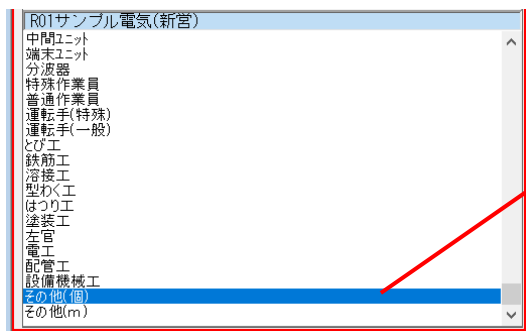 R01サンプル電気(新営)
中間ユニット
端末ユニット
分波器
特殊作業員
普通作業員
運転手(特殊)
運転手(一般)
とび工
鉄筋工
溶接工
型わく工
はつり工
塗装工
左官
電工
配管工
設備機械工
その他(個)
その他(m)